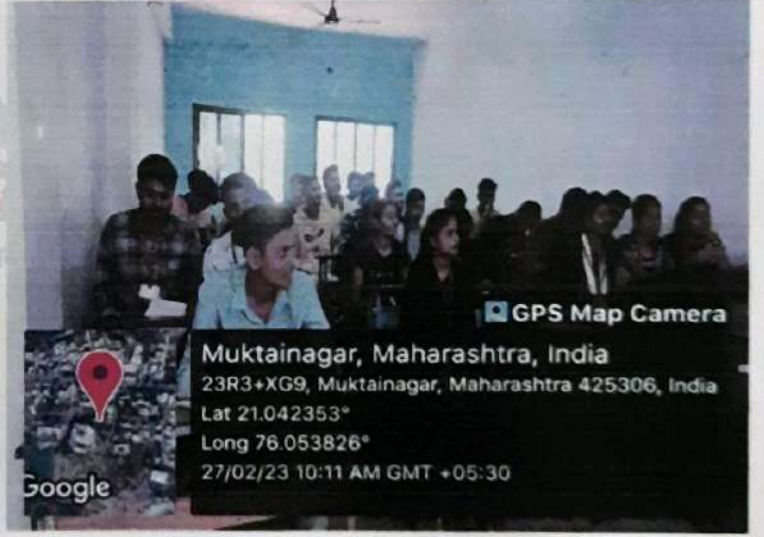 GPS Map Camera
Muktainagar, Maharashtra, India
23R3+XG9, Muktainagar, Maharashtra 425306, India
Lat 21.042353°
Long 76.053826°
27/02/23 10:11 AM GMT +05:30
Google